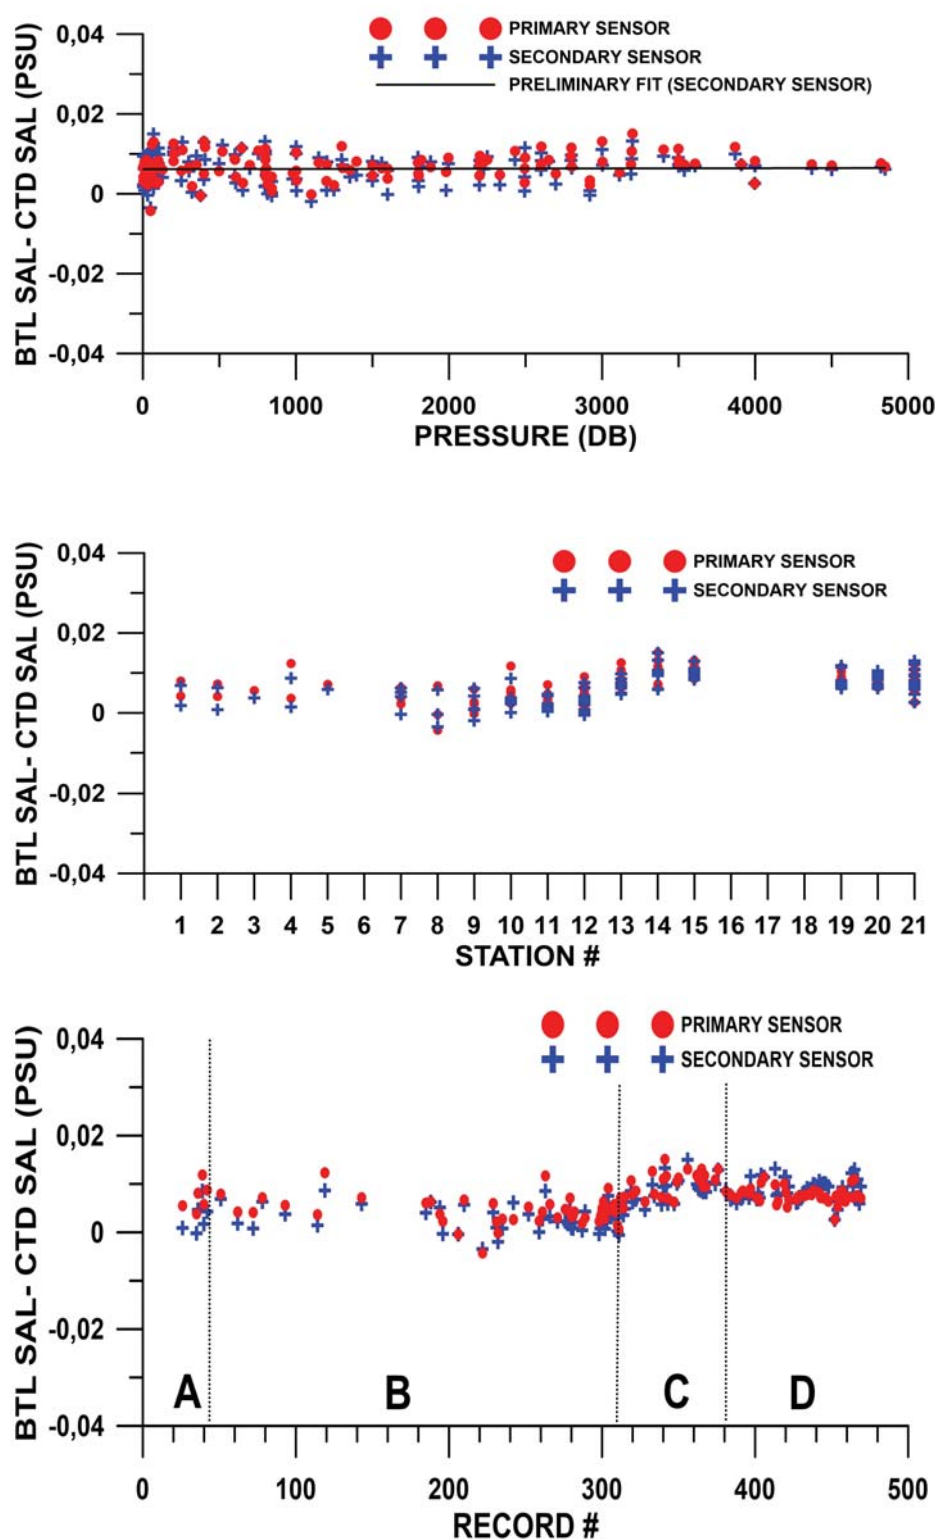 0,04
PRIMARY SENSOR
SECONDARY SENSOR
PRELIMINARY FIT (SECONDARY SENSOR)
0,02
0
-0,02
-0,04
BTL SAL- CTD SAL (PSU)
0 1000 2000 3000 4000 5000
PRESSURE (DB)
0,04
PRIMARY SENSOR
SECONDARY SENSOR
0,02
0
-0,02
-0,04
BTL SAL- CTD SAL (PSU)
1 2 3 4 5 7 8 9 10 11 12 13 14 15 16 17 18 19 20 21
STATION #
0,04
PRIMARY SENSOR
SECONDARY SENSOR
0,02
0
-0,02
-0,04
BTL SAL- CTD SAL (PSU)
A B C D
0 100 200 300 400 500
RECORD #